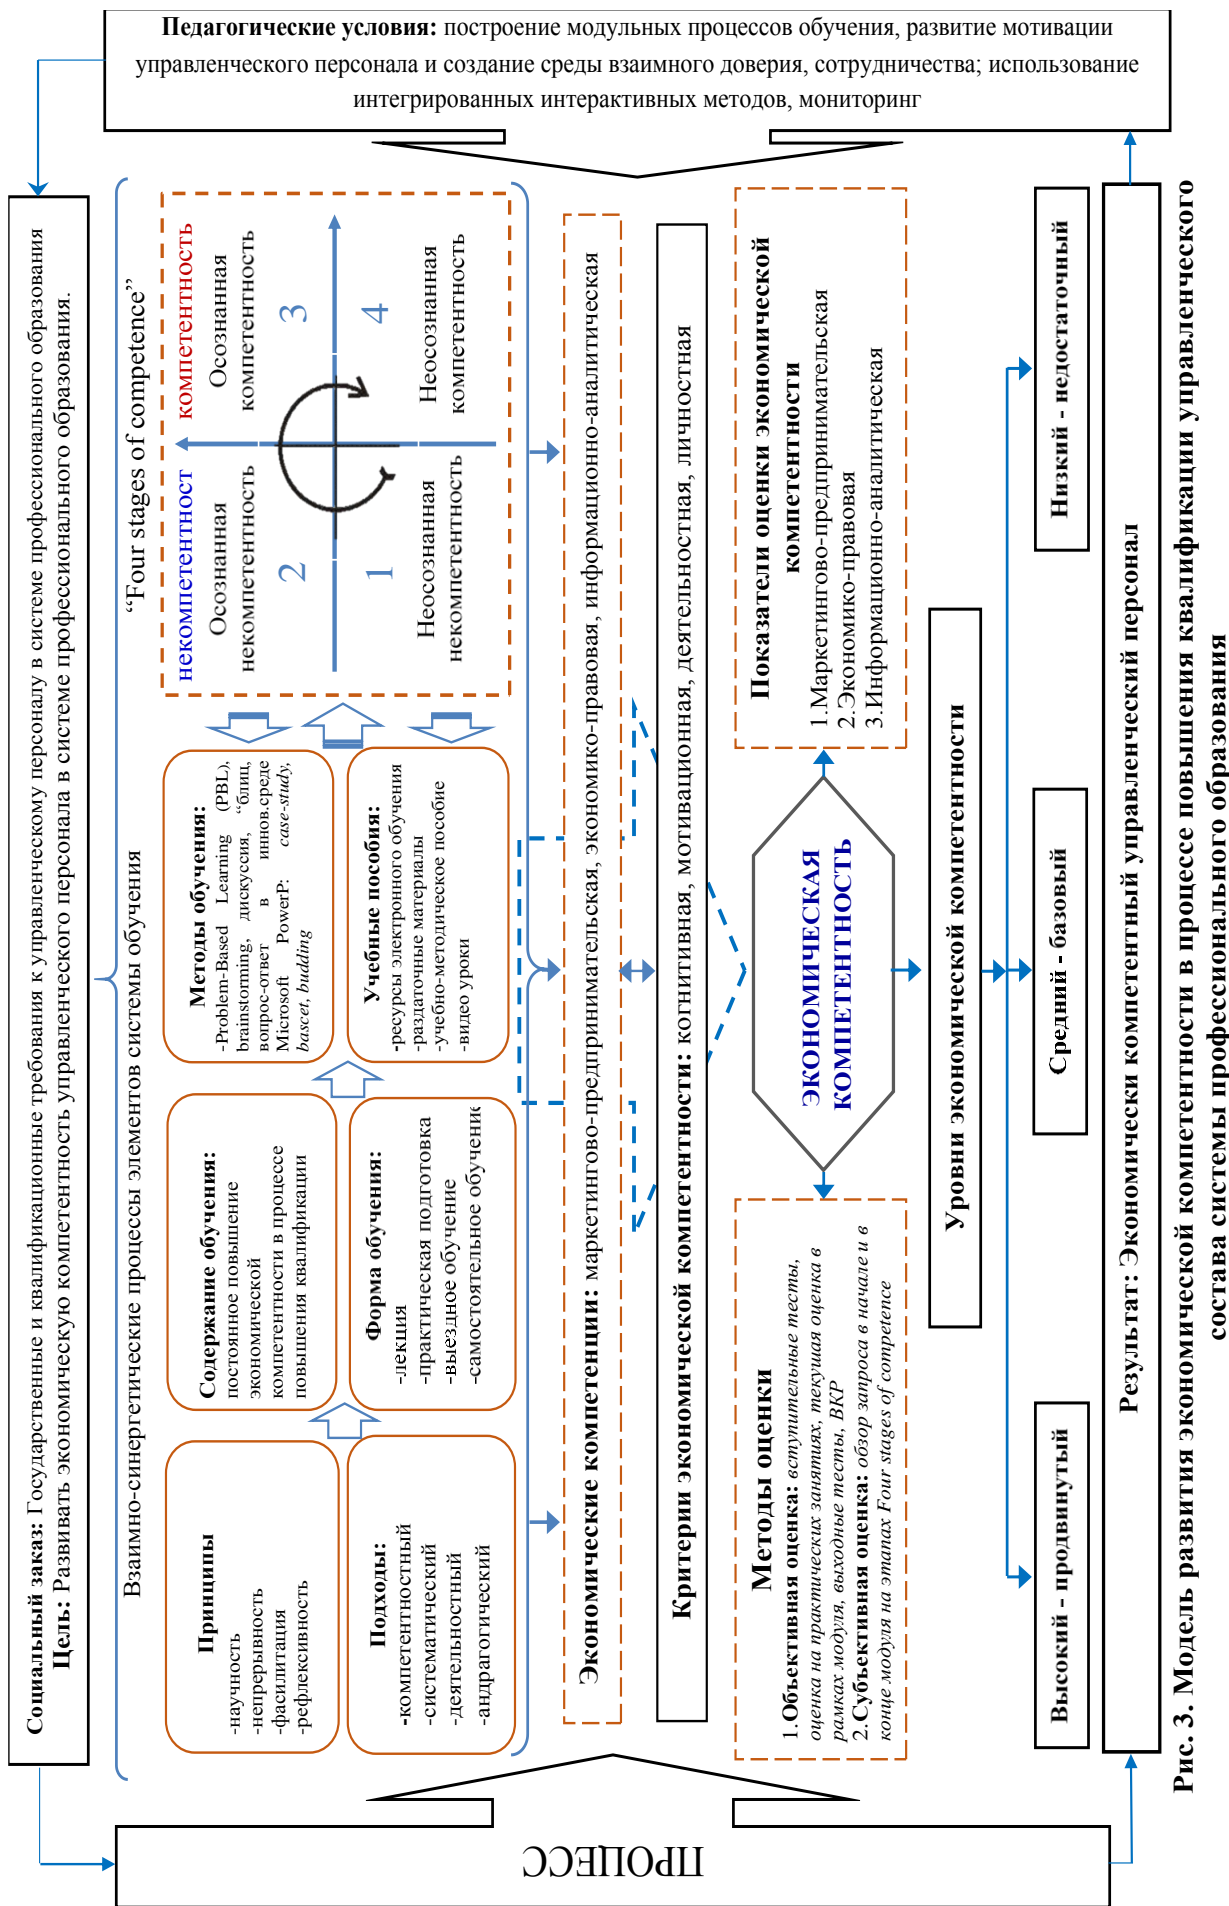 Социальный заказ: Государственные и квалификационные требования к управленческому персоналу в системе профессионального образования
Цель: Развивать экономическую компетентность управленческого персонала в системе профессионального образования.
Взаимно-синергетические процессы элементов системы обучения
“Four stages of competence”
Принципы
-научность
-непрерывность
-фасилитация
-рефлексивность
Подходы:
-компетентностный
-систематический
-деятельностный
-андрагогический
Содержание обучения:
постоянное повышение
экономической
компетентности в процессе
повышения квалификации
Форма обучения:
-лекция
-практическая подготовка
-выездное обучение
-самостоятельное обучение
Методы обучения:
-Problem-Based Learning (PBL),
brainstorming, дискуссия, “блиц,
вопрос-ответ в иннов.среде
Microsoft PowerP: case-study,
bascet, budding
Учебные пособия:
-ресурсы электронного обучения
-раздаточные материалы
-учебно-методическое пособие
-видео уроки
некомпетентност
компетентность
Осознанная
некомпетентность
2
Осознанная
компетентность
3
1
Неосознанная
некомпетентность
4
Неосознанная
компетентность
Экономические компетенции: маркетингово-предпринимательская, экономико-правовая, информационно-аналитическая
Критерии экономической компетентности: когнитивная, мотивационная, деятельностная, личностная
Методы оценки
1.Объективная оценка: вступительные тесты,
оценка на практических занятиях, текущая оценка в
рамках модуля, выходные тесты, ВКР
2.Субъективная оценка: обзор запроса в начале и в
конце модуля на этапах Four stages of competence
ЭКОНОМИЧЕСКАЯ
КОМПЕТЕНТНОСТЬ
Показатели оценки экономической
компетентности
1.Маркетингово-предпринимательская
2.Экономико-правовая
3.Информационно-аналитическая
Уровни экономической компетентности
Высокий - продвинутый
Средний - базовый
Низкий - недостаточный
Результат: Экономически компетентный управленческий персонал
ПРОЦЕСС
Педагогические условия: построение модульных процессов обучения, развитие мотивации
управленческого персонала и создание среды взаимного доверия, сотрудничества; использование
интегрированных интерактивных методов, мониторинг
Рис. 3. Модель развития экономической компетентности в процессе повышения квалификации управленческого
состава системы профессионального образования